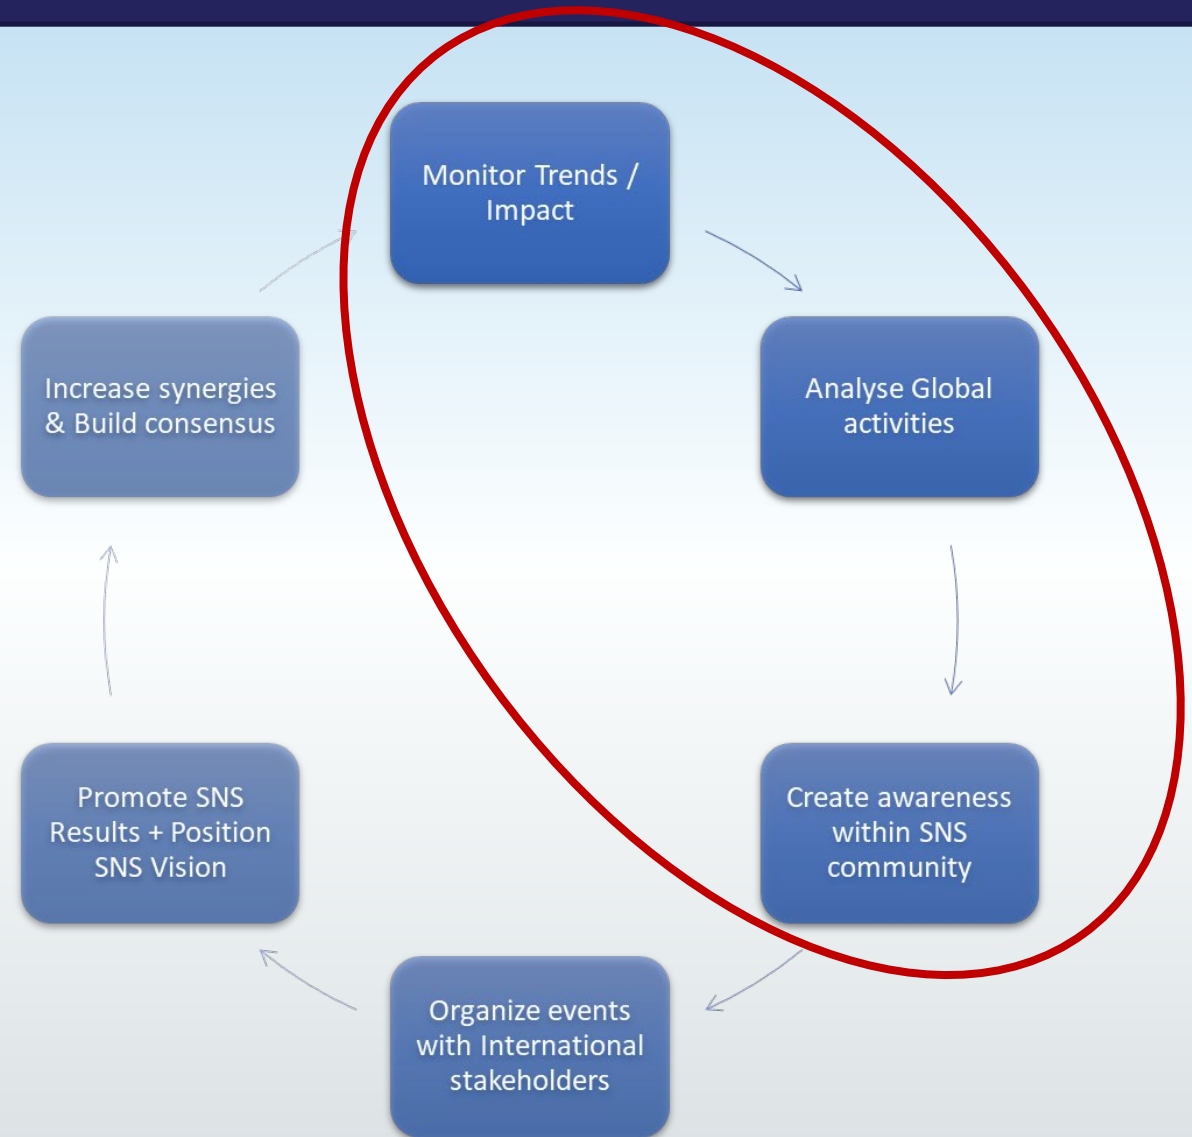 Monitor Trends /
Impact
Analyse Global
activities
Create awareness
within SNS
community
Organize events
with International
stakeholders
Promote SNS
Results + Position
SNS Vision
Increase synergies
& Build consensus